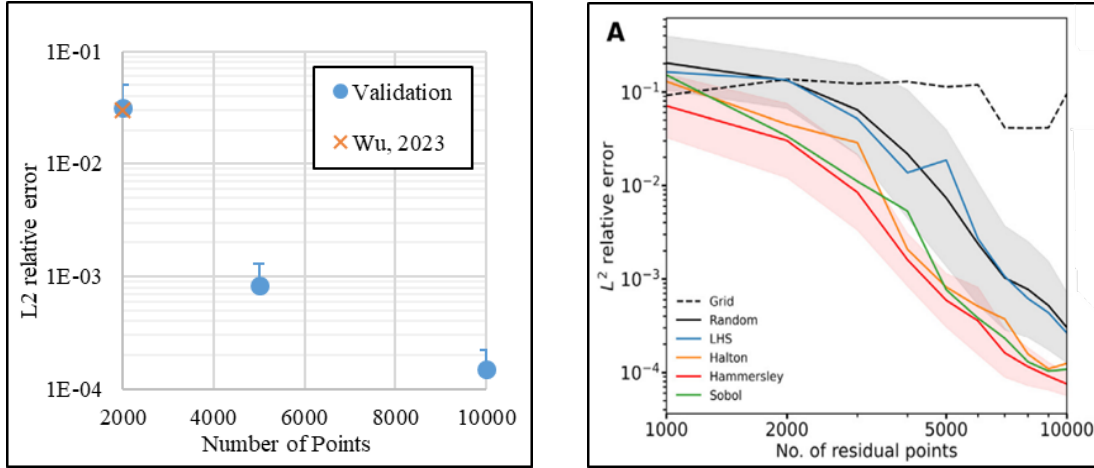 1E-01
1E-02
1E-03
1E-04
L2 relative error
2000 4000 6000 8000 10000
Number of Points
Validation
Wu, 2023
A
10⁻¹
10⁻²
10⁻³
10⁻⁴
L² relative error
Grid
Random
LHS
Halton
Hammersley
Sobol
1000 2000 5000 10000
No. of residual points